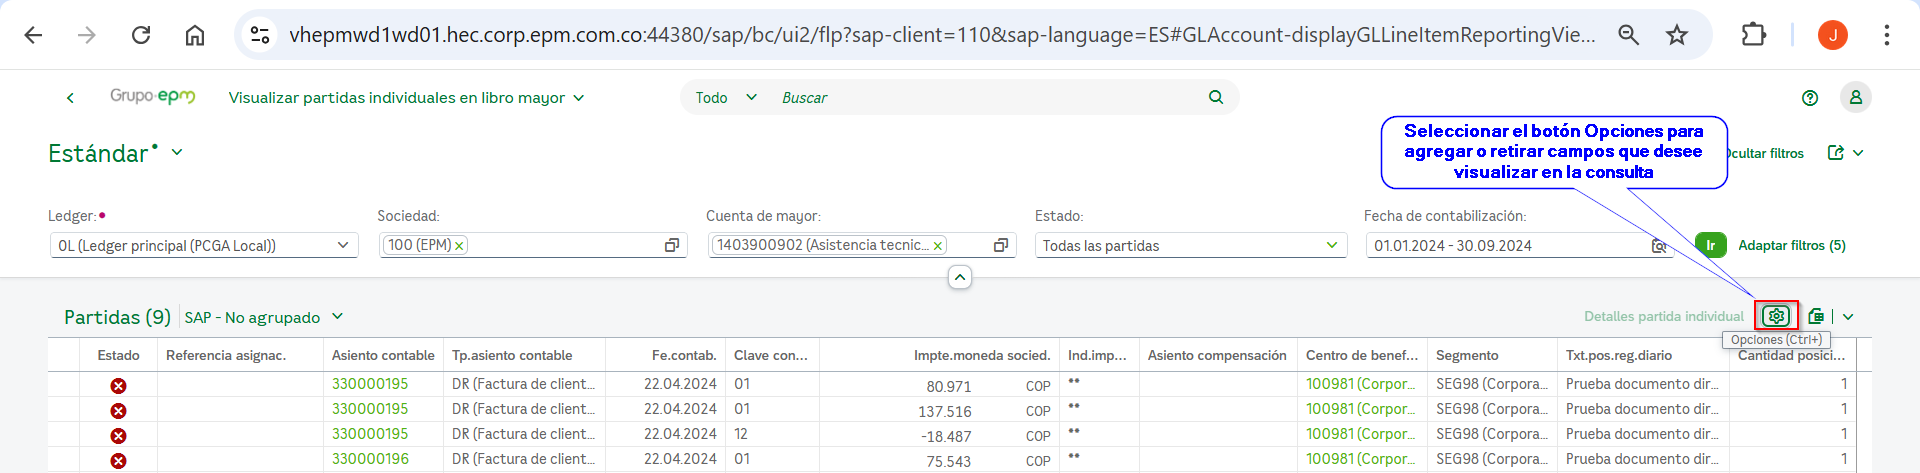 vhepmwd1wd01.hec.corp.epm.com.co:44380/sap/bc/ui2/flp?sap-client=110&sap-language=ES#GLAccount-displayGLLineItemReportingVie...
J
Grupo·epm
Visualizar partidas individuales en libro mayor
Todo
Buscar
Estándar*
Seleccionar el botón Opciones para
agregar o retirar campos que desee
visualizar en la consulta
Ocultar filtros
Ledger:
Sociedad:
Cuenta de mayor:
Estado:
Fecha de contabilización:
0L (Ledger principal (PCGA Local))
100 (EPM)
1403900902 (Asistencia tecnic...
Todas las partidas
01.01.2024 - 30.09.2024
Ir
Adaptar filtros (5)
Partidas (9)
SAP - No agrupado
Detalles partida individual
Opciones (Ctrl+)
Estado Referencia asignac. Asiento contable Tp.asiento contable Fe.contab. Clave con... Impte.moneda socied. Ind.imp... Asiento compensación Centro de benef... Segmento Txt.pos.reg.diario Cantidad posici...
330000195 DR (Factura de client... 22.04.2024 01 80.971 COP ** 100981 (Corpor... SEG98 (Corpora... Prueba documento dir... 1
330000195 DR (Factura de client... 22.04.2024 01 137.516 COP ** 100981 (Corpor... SEG98 (Corpora... Prueba documento dir... 1
330000195 DR (Factura de client... 22.04.2024 12 -18.487 COP ** 100981 (Corpor... SEG98 (Corpora... Prueba documento dir... 1
330000196 DR (Factura de client... 22.04.2024 01 75.543 COP ** 100981 (Corpor... SEG98 (Corpora... Prueba documento dir... 1